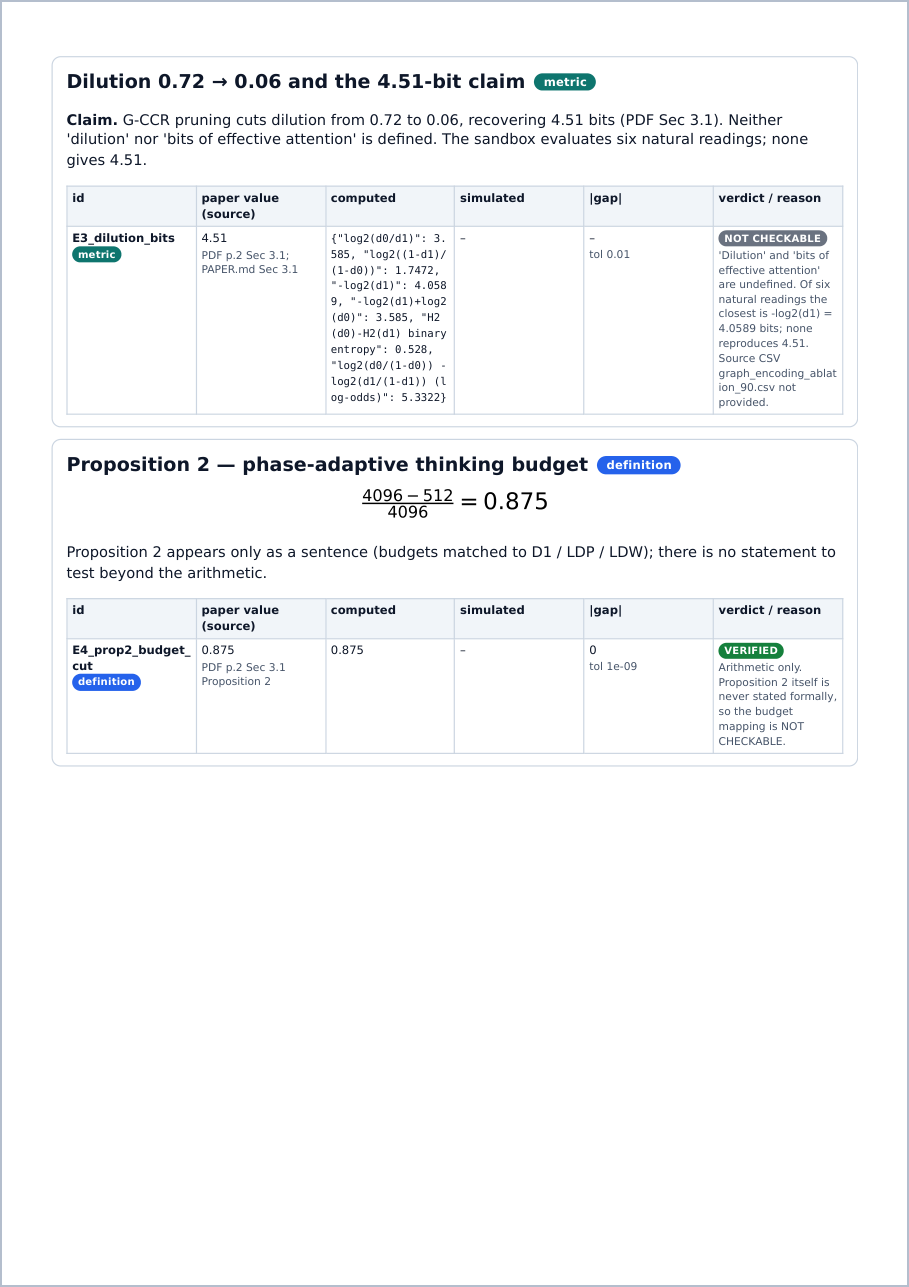 Dilution 0.72 → 0.06 and the 4.51-bit claim metric
Claim. G-CCR pruning cuts dilution from 0.72 to 0.06, recovering 4.51 bits (PDF Sec 3.1). Neither
'dilution' nor 'bits of effective attention' is defined. The sandbox evaluates six natural readings; none
gives 4.51.
id
paper value
(source)
computed
simulated
|gap|
verdict / reason
E3_dilution_bits
metric
4.51
PDF p.2 Sec 3.1;
PAPER.md Sec 3.1
{"log2(d0/d1)": 3.
585, "log2((1-d1)/
(1-d0))": 1.7472,
"-log2(d1)": 4.058
9, "-log2(d1)+log2
(d0)": 3.585, "H2
(d0)-H2(d1) binary
entropy": 0.528,
"log2(d0/(1-d0)) -
log2(d1/(1-d1)) (l
og-odds)": 5.3322}
–
–
tol 0.01
NOT CHECKABLE
'Dilution' and 'bits of
effective attention'
are undefined. Of six
natural readings the
closest is -log2(d1) =
4.0589 bits; none
reproduces 4.51.
Source CSV
graph_encoding_ablat
ion_90.csv not
provided.
Proposition 2 — phase-adaptive thinking budget definition
4096 − 512
4096
= 0.875
Proposition 2 appears only as a sentence (budgets matched to D1 / LDP / LDW); there is no statement to
test beyond the arithmetic.
id
paper value
(source)
computed
simulated
|gap|
verdict / reason
E4_prop2_budget_
cut
definition
0.875
PDF p.2 Sec 3.1
Proposition 2
0.875
–
0
tol 1e-09
VERIFIED
Arithmetic only.
Proposition 2 itself is
never stated formally,
so the budget
mapping is NOT
CHECKABLE.